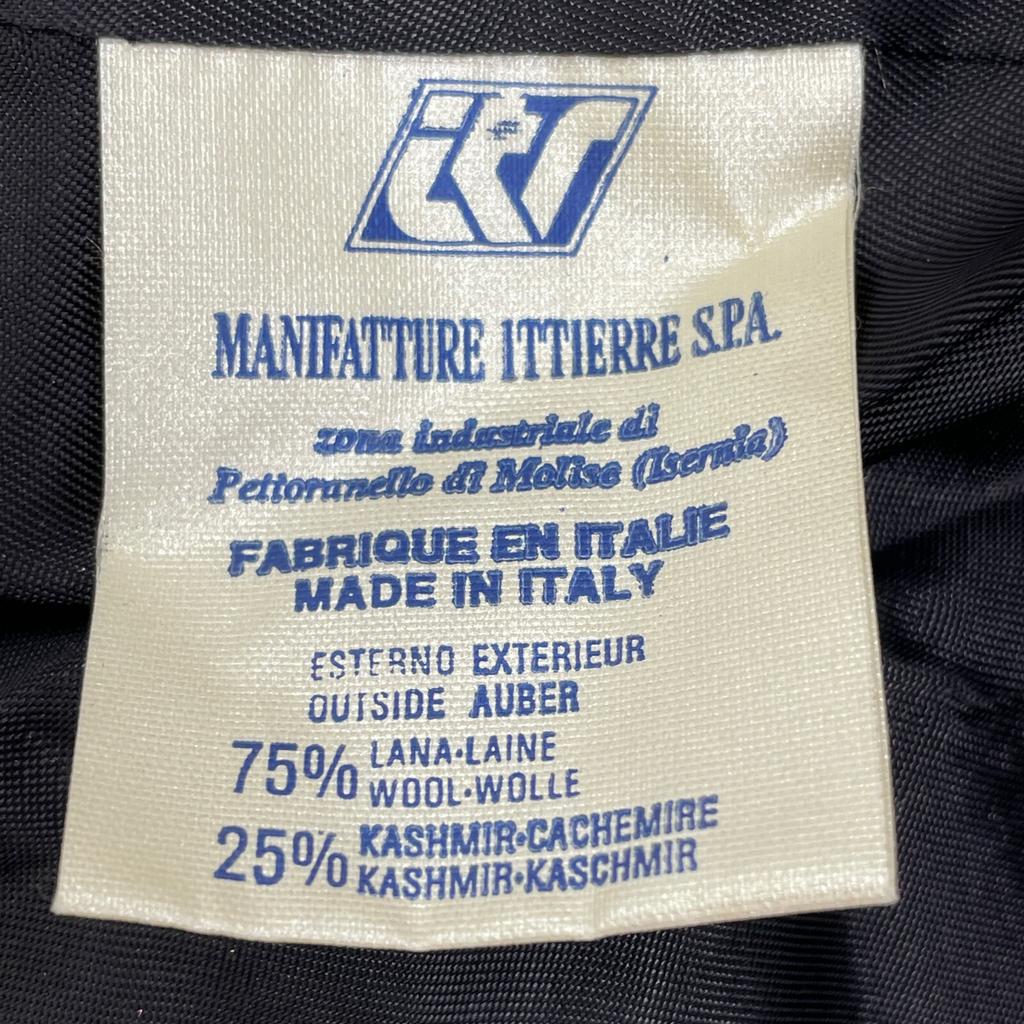 itr
MANIFATTURE ITTIERRE S.P.A.
zona industriale di
Pettoranello di Molise (Isernia)
FABRIQUE EN ITALIE
MADE IN ITALY
ESTERNO EXTERIEUR
OUTSIDE AUBER
75% LANA•LAINE
WOOL•WOLLE
25% KASHMIR•CACHEMIRE
KASHMIR•KASCHMIR